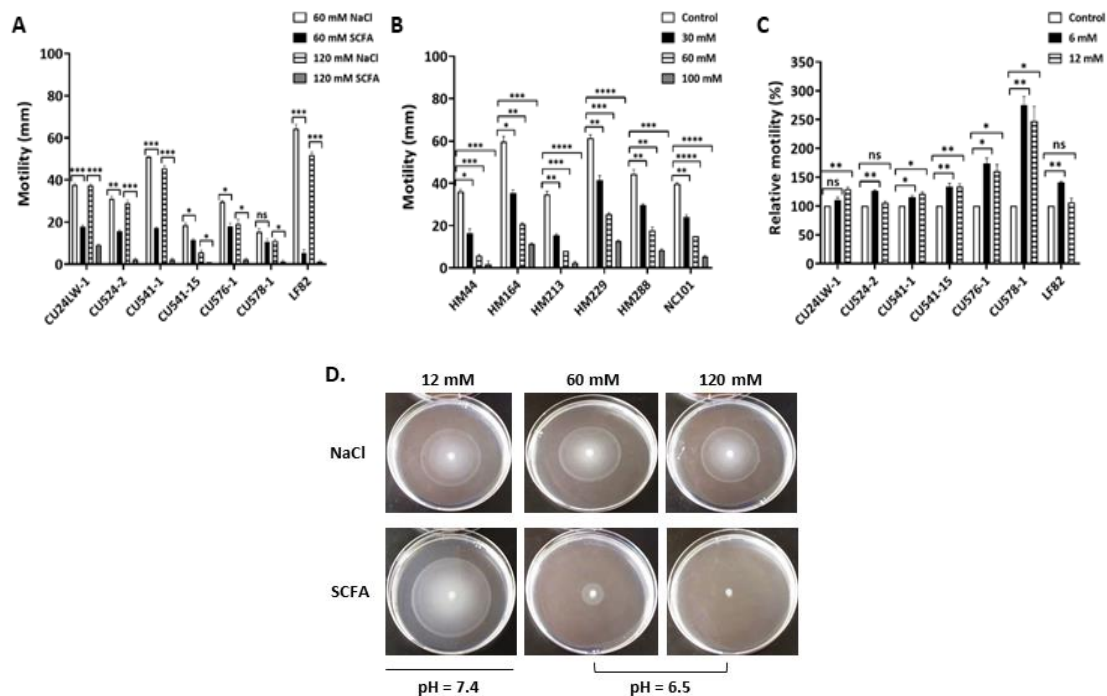 A
60 mM NaCl
60 mM SCFA
120 mM NaCl
120 mM SCFA
Motility (mm)
100
80
60
40
20
0
*** *** ** *** *** *** * * * * ns * *** ***
CU24LW-1 CU524-2 CU541-1 CU541-15 CU576-1 CU578-1 LF82
B
Control
30 mM
60 mM
100 mM
Motility (mm)
100
80
60
40
20
0
***
***
*
***
**
*
****
***
**
****
***
**
***
**
**
****
****
**
HM44 HM164 HM213 HM229 HM288 NC101
C
Control
6 mM
12 mM
Relative motility (%)
350
300
250
200
150
100
50
0
**
ns
ns
**
*
*
*
**
*
*
*
**
ns
**
CU24LW-1 CU524-2 CU541-1 CU541-15 CU576-1 CU578-1 LF82
D.
12 mM 60 mM 120 mM
NaCl
SCFA
pH = 7.4 pH = 6.5